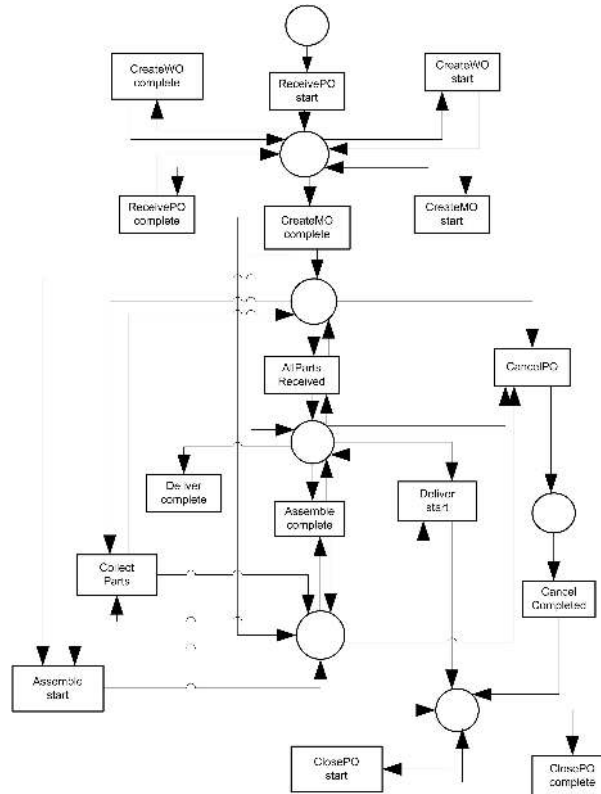 CreateWO
complete
ReceivePO
start
CreateWO
start
ReceivePO
complete
CreateMO
complete
CreateMO
start
AllParts
Received
CancelPO
Deliver
complete
Assemble
complete
Deliver
start
Collect
Parts
Cancel
Completed
Assemble
start
ClosePO
start
ClosePO
complete